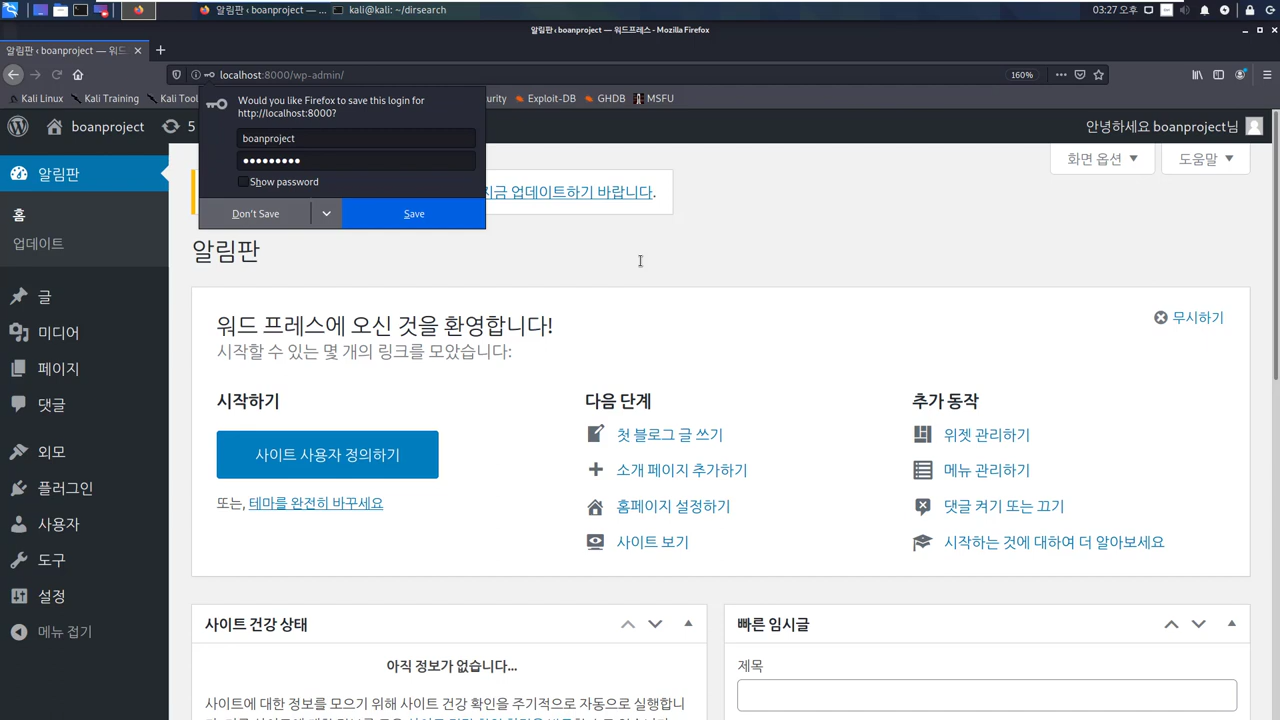 알림판 ‹ boanproject — ...
kali@kali: ~/dirsearch
03:27 오후
알림판 ‹ boanproject — 워드프레스 - Mozilla Firefox
알림판 ‹ boanproject — 워드
localhost:8000/wp-admin/
160%
Kali Linux
Kali Training
Kali Tool
urity
Exploit-DB
GHDB
MSFU
Would you like Firefox to save this login for
http://localhost:8000?
boanproject
●●●●●●●●●
Show password
Don't Save
Save
boanproject
5
안녕하세요 boanproject님
화면 옵션
도움말
지금 업데이트하기 바랍니다.
알림판
홈
업데이트
글
미디어
페이지
댓글
외모
플러그인
사용자
도구
설정
메뉴 접기
알림판
워드 프레스에 오신 것을 환영합니다!
무시하기
시작할 수 있는 몇 개의 링크를 모았습니다:
시작하기
사이트 사용자 정의하기
또는, 테마를 완전히 바꾸세요
다음 단계
첫 블로그 글 쓰기
소개 페이지 추가하기
홈페이지 설정하기
사이트 보기
추가 동작
위젯 관리하기
메뉴 관리하기
댓글 켜기 또는 끄기
시작하는 것에 대하여 더 알아보세요
사이트 건강 상태
아직 정보가 없습니다...
사이트에 대한 정보를 모으기 위해 사이트 건강 확인을 주기적으로 자동으로 실행합니
빠른 임시글
제목